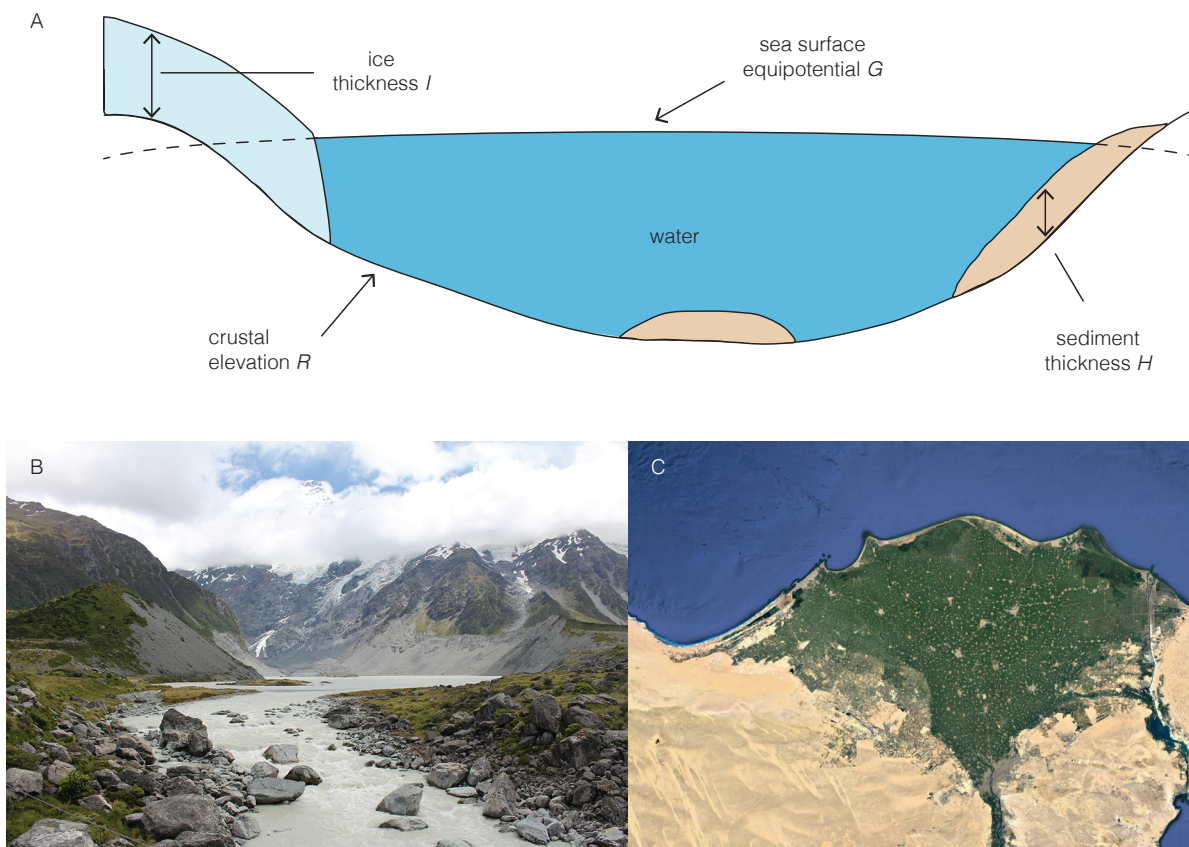 A
ice
thickness I
sea surface
equipotential G
water
crustal
elevation R
sediment
thickness H
B
C